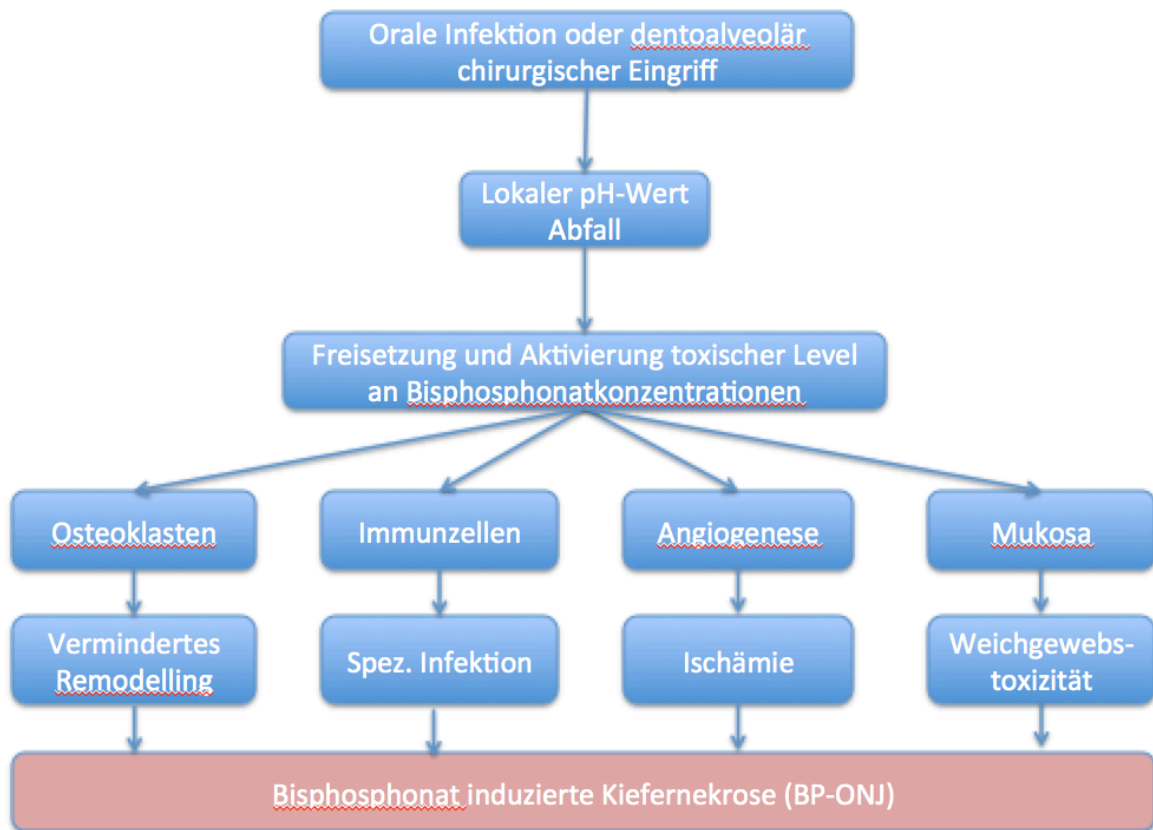 Orale Infektion oder dentoalveolär
chirurgischer Eingriff
Lokaler pH-Wert
Abfall
Freisetzung und Aktivierung toxischer Level
an Bisphosphatkonzentrationen
Osteoklasten
Immunzellen
Angiogenese
Mukosa
Vermindertes
Remodelling
Spez. Infektion
Ischämie
Weichgewebs-
toxizität
Bisphosphonat induzierte Kiefernekrose (BP-ONJ)